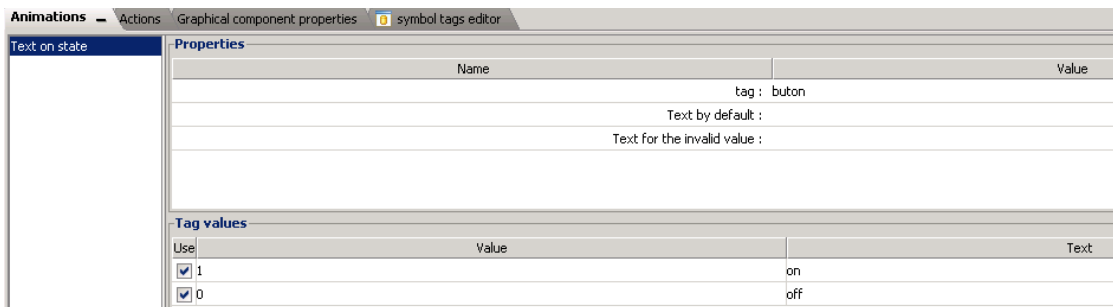 Animations Actions Graphical component properties symbol tags editor
Text on state
Properties
Name Value
tag : buton
Text by default :
Text for the invalid value :
Tag values
Use Value Text
1 on
0 off